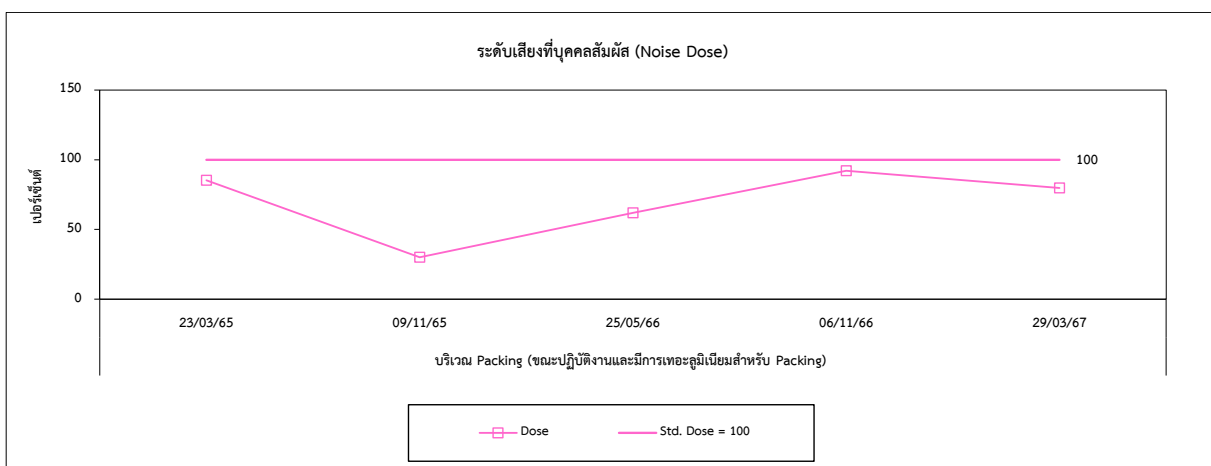 ระดับเสียงที่บุคคลสัมผัส (Noise Dose)
เปอร์เซ็นต์
150
100
50
0
100
23/03/65 09/11/65 25/05/66 06/11/66 29/03/67
บริเวณ Packing (ขณะปฏิบัติงานและมีการเทอะลูมิเนียมสำหรับ Packing)
Dose Std. Dose = 100